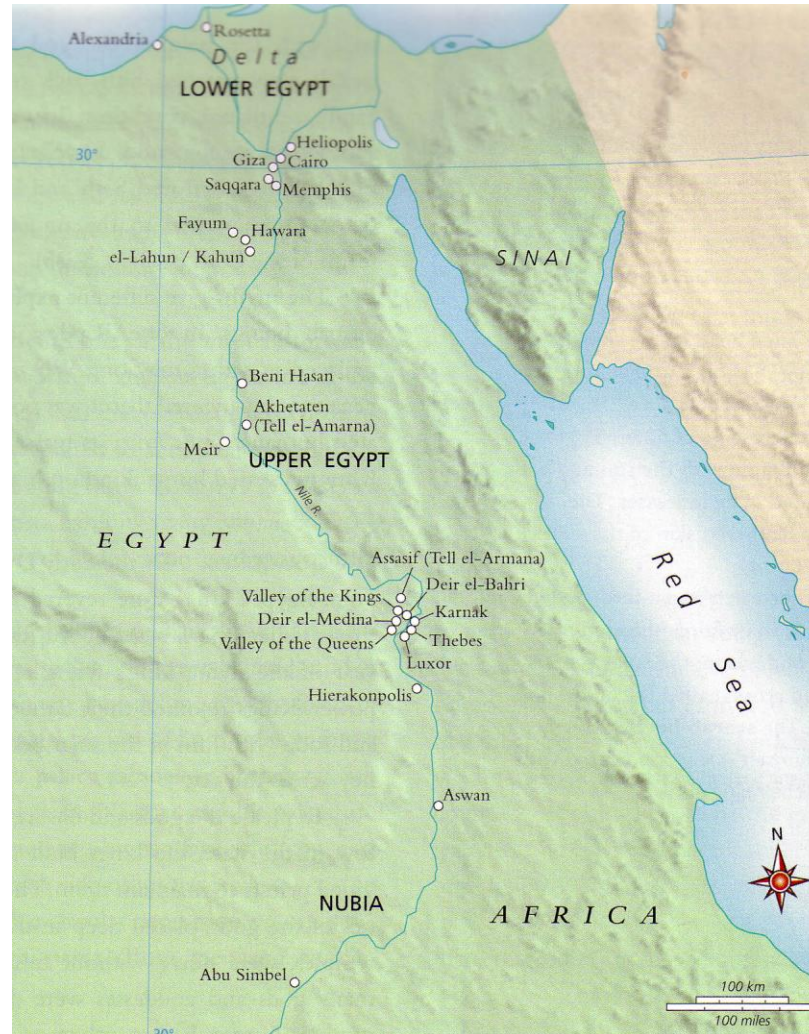 Alexandria
Rosetta
Delta
LOWER EGYPT
30°
Heliopolis
Giza
Cairo
Saqqara
Memphis
Fayum
Hawara
el-Lahun / Kahun
SINAI
Beni Hasan
Akhetaten
(Tell el-Amarna)
Meir
UPPER EGYPT
Nile R.
EGYPT
Assasif (Tell el-Armana)
Deir el-Bahri
Valley of the Kings
Deir el-Medina
Karnak
Valley of the Queens
Thebes
Luxor
Red Sea
Hierakonpolis
Aswan
N
NUBIA
AFRICA
Abu Simbel
100 km
100 miles